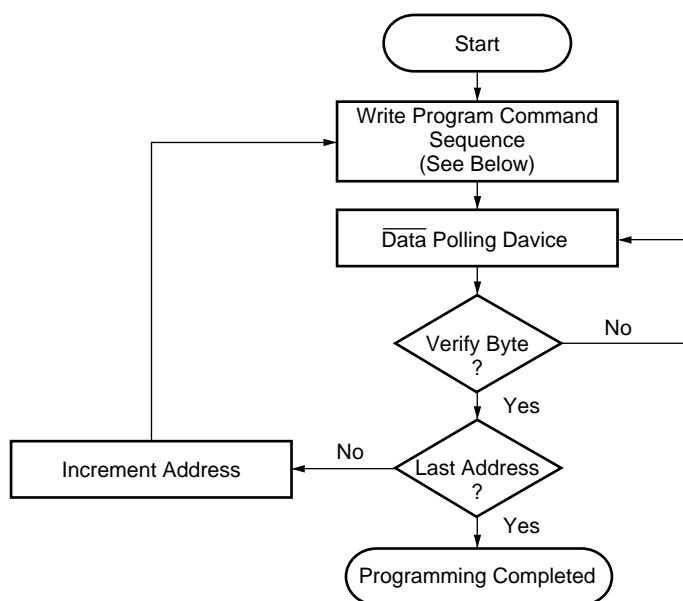 Start
Write Program Command
Sequence
(See Below)
Data Polling Davice
Verify Byte
?
No
Yes
Increment Address
No
Last Address
?
Yes
Programming Completed